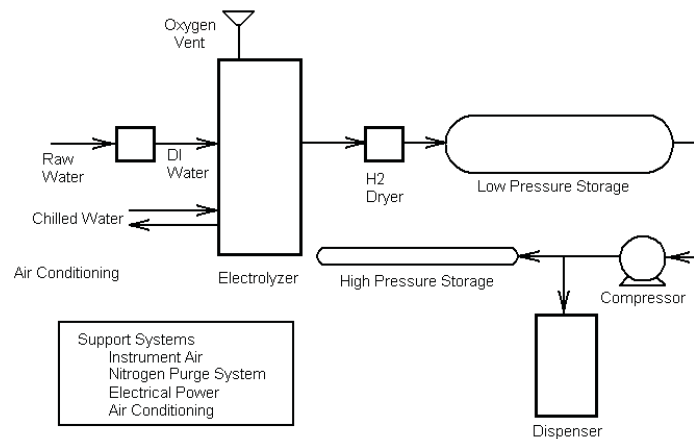 Oxygen
Vent
Raw
Water
DI
Water
H2
Dryer
Low Pressure Storage
Chilled Water
Air Conditioning
Electrolyzer
High Pressure Storage
Compressor
Support Systems
Instrument Air
Nitrogen Purge System
Electrical Power
Air Conditioning
Dispenser